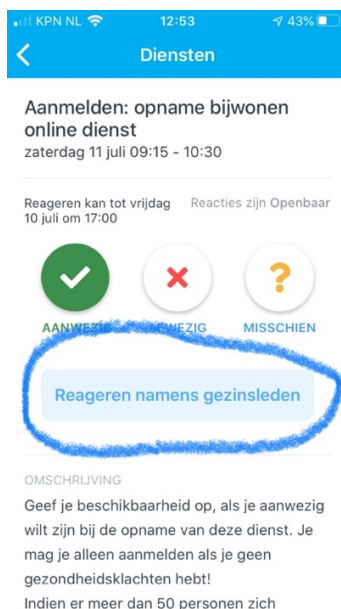 KPN NL 12:53 43%
Diensten
Aanmelden: opname bijwonen
online dienst
zaterdag 11 juli 09:15 - 10:30
Reageren kan tot vrijdag Reacties zijn Openbaar
10 juli om 17:00
AANWEZIG AFWEZIG MISSCHIEN
Reageren namens gezinsleden
OMSCHRIJVING
Geef je beschikbaarheid op, als je aanwezig
wilt zijn bij de opname van deze dienst. Je
mag je alleen aanmelden als je geen
gezondheidsklachten hebt!
Indien er meer dan 50 personen zich